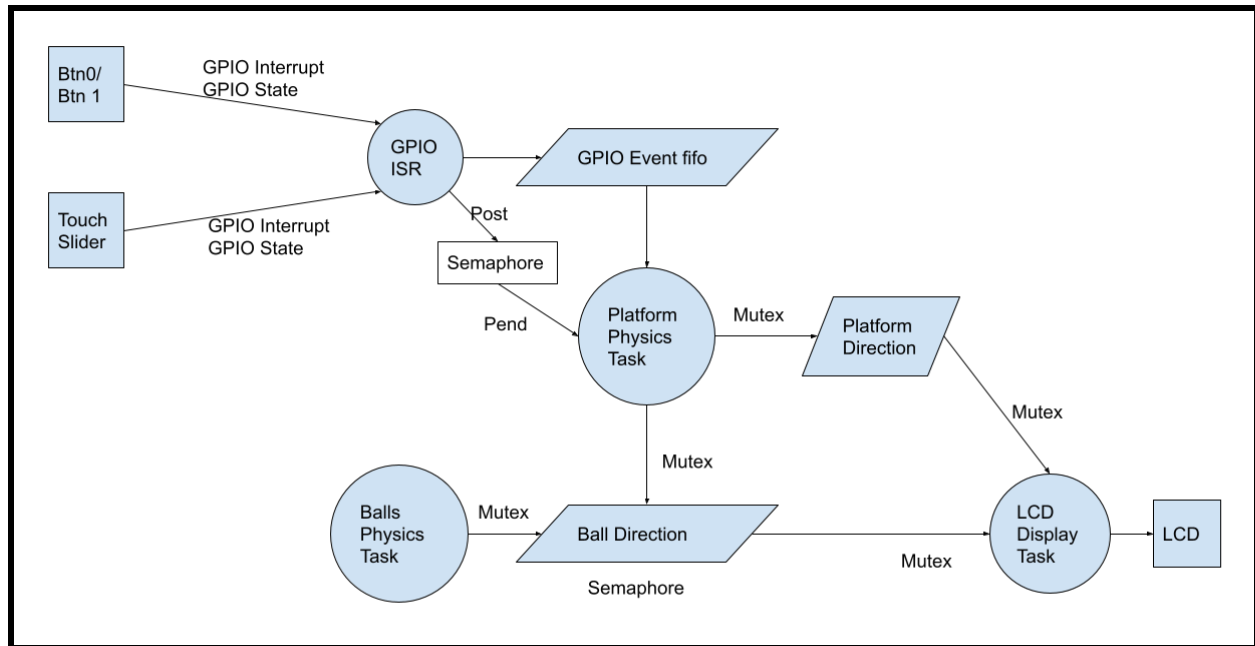 Btn0/
Btn 1
GPIO Interrupt
GPIO State
GPIO
ISR
GPIO Event fifo
Touch
Slider
GPIO Interrupt
GPIO State
Post
Semaphore
Pend
Platform
Physics
Task
Mutex
Platform
Direction
Mutex
Mutex
Balls
Physics
Task
Mutex
Ball Direction
Semaphore
Mutex
LCD
Display
Task
LCD